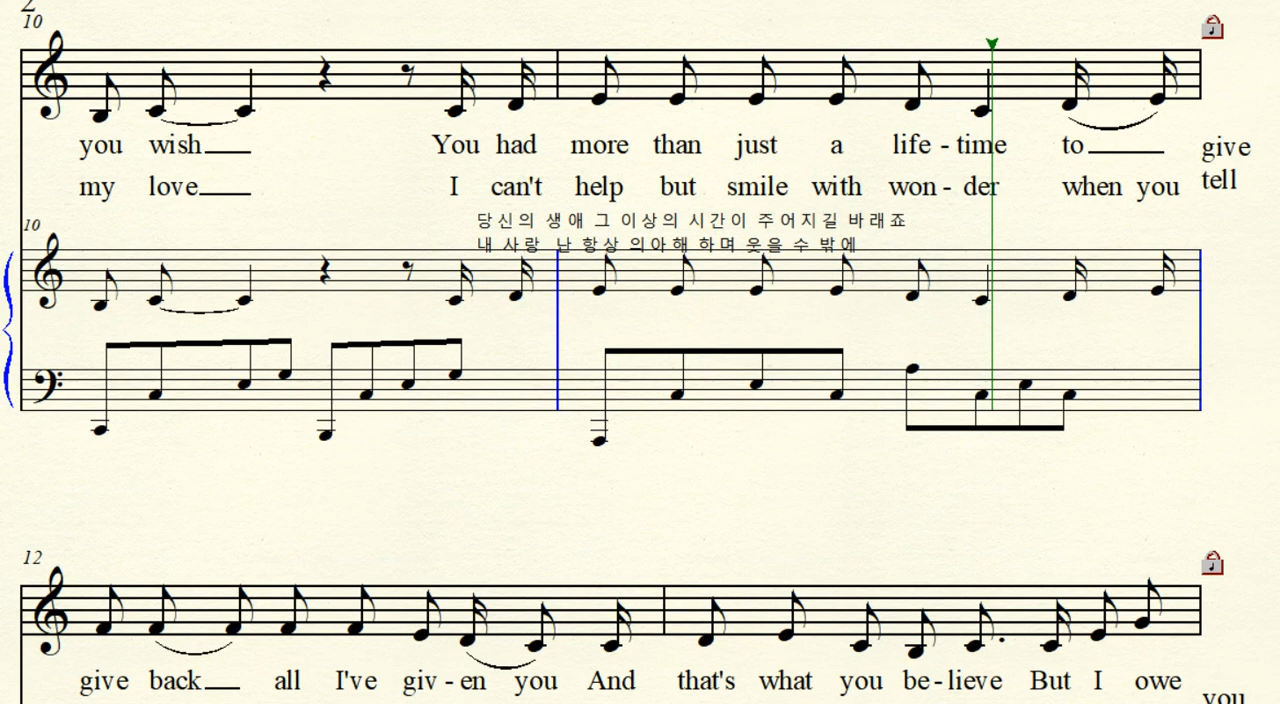 2
10
you wish You had more than just a life - time to give
my love I can't help but smile with won - der when you tell
당신의 생애 그 이상의 시간이 주어지길 바래죠
10
내 사랑 난 항상 의아해 하며 웃을 수 밖에
12
give back all I've giv - en you And that's what you be - lieve But I owe you